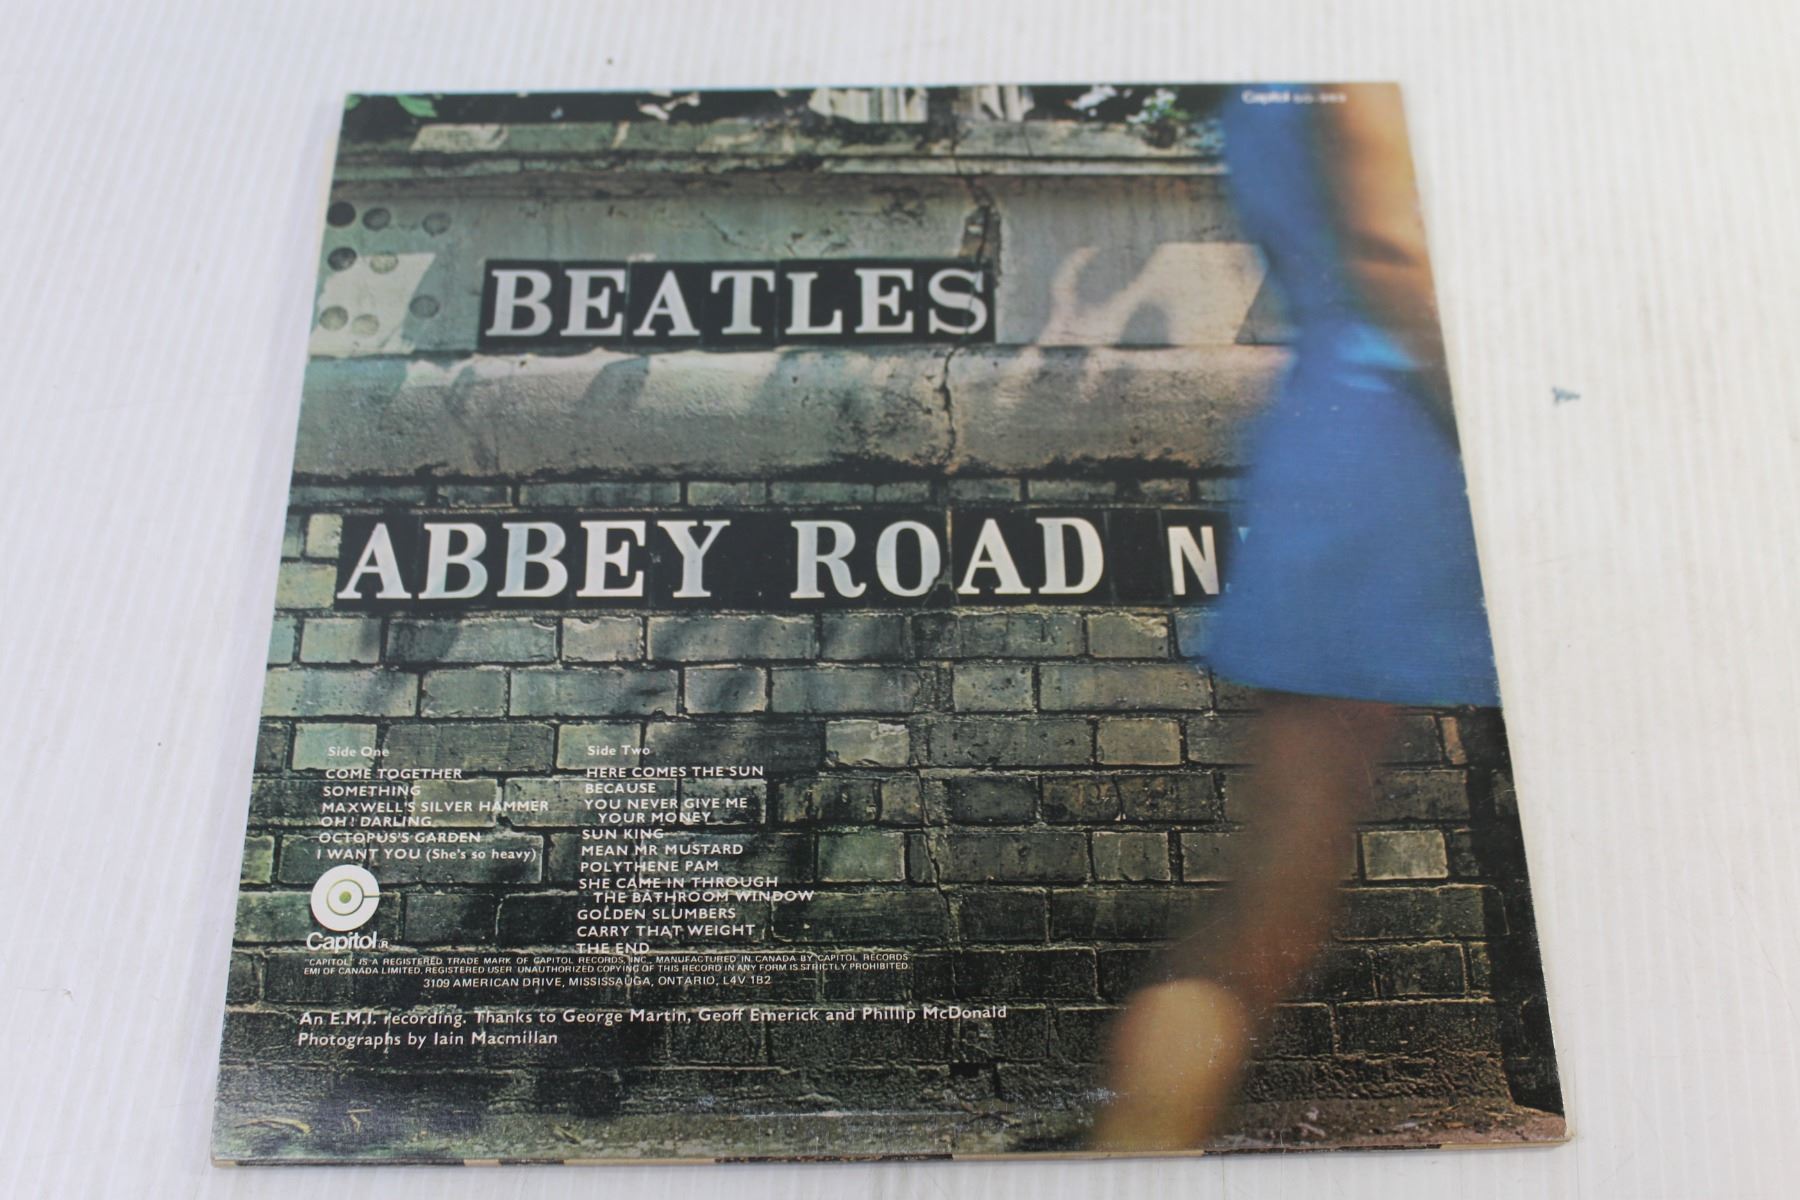 Capitol SO-383
BEATLES
ABBEY ROAD N
Side One
COME TOGETHER
SOMETHING
MAXWELL'S SILVER HAMMER
OH! DARLING
OCTOPUS'S GARDEN
I WANT YOU (She's so heavy)
Side Two
HERE COMES THE SUN
BECAUSE
YOU NEVER GIVE ME
YOUR MONEY
SUN KING
MEAN MR MUSTARD
POLYTHENE PAM
SHE CAME IN THROUGH
THE BATHROOM WINDOW
GOLDEN SLUMBERS
CARRY THAT WEIGHT
THE END
Capitol ®
"CAPITOL" IS A REGISTERED TRADE MARK OF CAPITOL RECORDS, INC., MANUFACTURED IN CANADA BY CAPITOL RECORDS
EMI OF CANADA LIMITED, REGISTERED USER. UNAUTHORIZED COPYING OF THIS RECORD IN ANY FORM IS STRICTLY PROHIBITED.
3109 AMERICAN DRIVE, MISSISSAUGA, ONTARIO, L4V 1B2
An E.M.I. recording. Thanks to George Martin, Geoff Emerick and Phillip McDonald
Photographs by Iain Macmillan